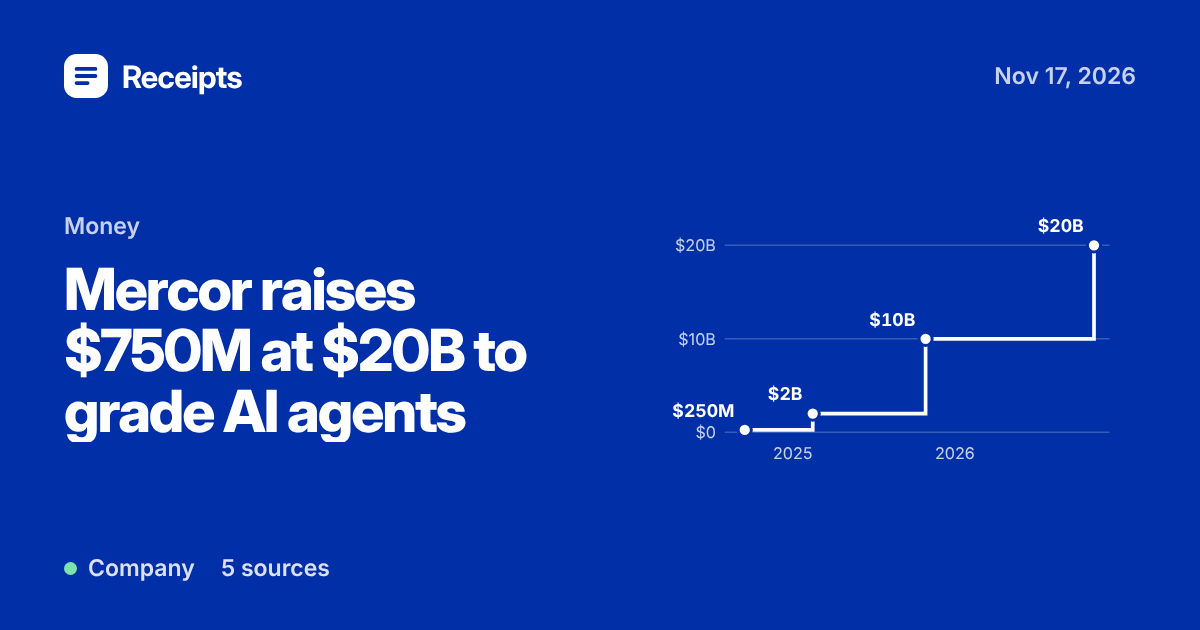 Receipts
Nov 17, 2026
Money
Mercor raises
$750M at $20B to
grade AI agents
$20B
$20B
$10B
$10B
$2B
$250M
$0
2025
2026
Company
5 sources